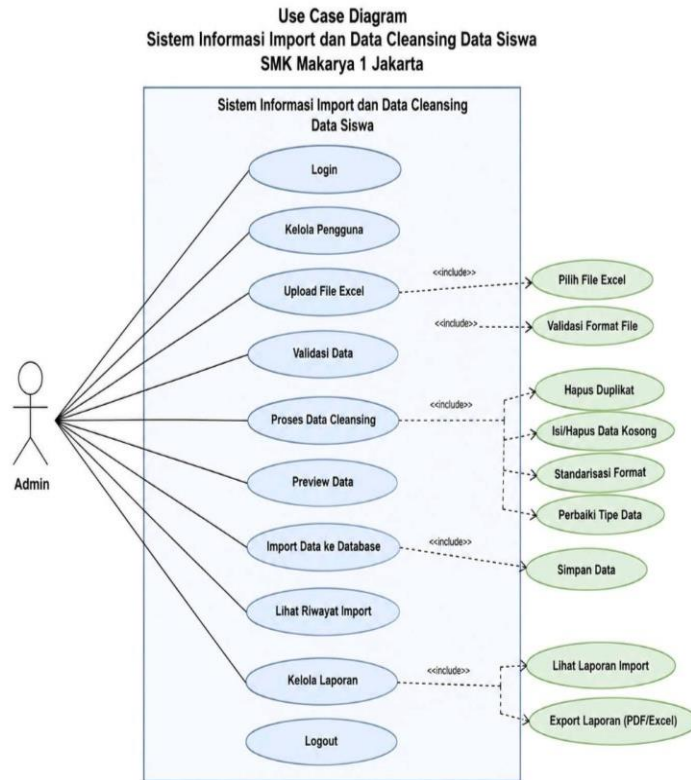 Use Case Diagram
Sistem Informasi Import dan Data Cleansing Data Siswa
SMK Makarya 1 Jakarta
Sistem Informasi Import dan Data Cleansing
Data Siswa
Login
Kelola Pengguna
Upload File Excel
<<include>>
Pilih File Excel
<<include>>
Validasi Format File
Validasi Data
Proses Data Cleansing
<<include>>
Hapus Duplikat
Isi/Hapus Data Kosong
Standarisasi Format
Perbaiki Tipe Data
Admin
Preview Data
Import Data ke Database
<<include>>
Simpan Data
Lihat Riwayat Import
Kelola Laporan
<<include>>
Lihat Laporan Import
Export Laporan (PDF/Excel)
Logout